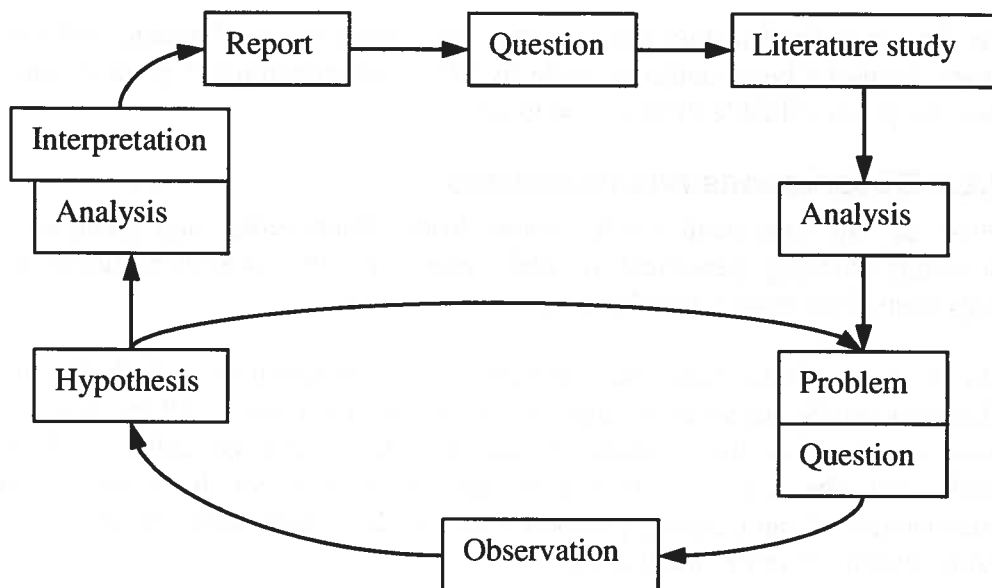 Report
Question
Literature study
Interpretation
Analysis
Analysis
Hypothesis
Problem
Question
Observation